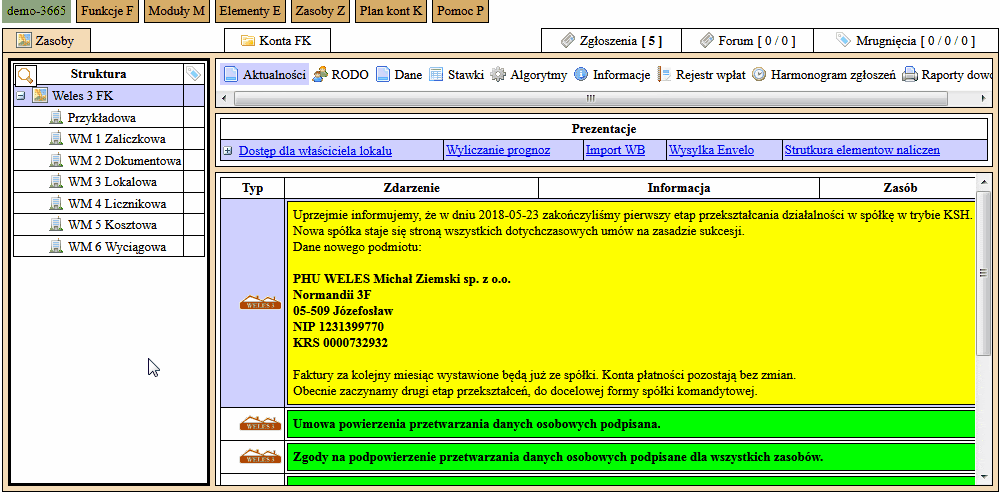 demo-3665 Funkcje F Moduły M Elementy E Zasoby Z Plan kont K Pomoc P
Zasoby Konta FK Zgłoszenia [ 5 ] Forum [ 0 / 0 ] Mrugnięcia [ 0 / 0 / 0 ]
Struktura
Weles 3 FK
Przykładowa
WM 1 Zaliczkowa
WM 2 Dokumentowa
WM 3 Lokalowa
WM 4 Licznikowa
WM 5 Kosztowa
WM 6 Wyciągowa
Aktualności RODO Dane Stawki Algorytmy Informacje Rejestr wpłat Harmonogram zgłoszeń Raporty dowo
Prezentacje
Dostęp dla właściciela lokalu Wyliczanie prognoz Import WB Wysylka Envelo Strutkura elementow naliczen
Typ Zdarzenie Informacja Zasób
Uprzejmie informujemy, że w dniu 2018-05-23 zakończyliśmy pierwszy etap przekształcania działalności w spółkę w trybie KSH.
Nowa spółka staje się stroną wszystkich dotychczasowych umów na zasadzie sukcesji.
Dane nowego podmiotu:
PHU WELES Michał Ziemski sp. z o.o.
Normandii 3F
05-509 Józefosław
NIP 1231399770
KRS 0000732932
WELES 3
Faktury za kolejny miesiąc wystawione będą już ze spółki. Konta płatności pozostają bez zmian.
Obecnie zaczynamy drugi etap przekształceń, do docelowej formy spółki komandytowej.
WELES 3 Umowa powierzenia przetwarzania danych osobowych podpisana.
WELES 3 Zgody na podpowierzenie przetwarzania danych osobowych podpisane dla wszystkich zasobów.